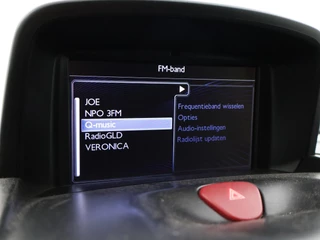 FM-band
JOE
NPO 3FM
Q-music
RadioGLD
VERONICA
Frequentieband wisselen
Opties
Audio-instellingen
Radiolijst updaten